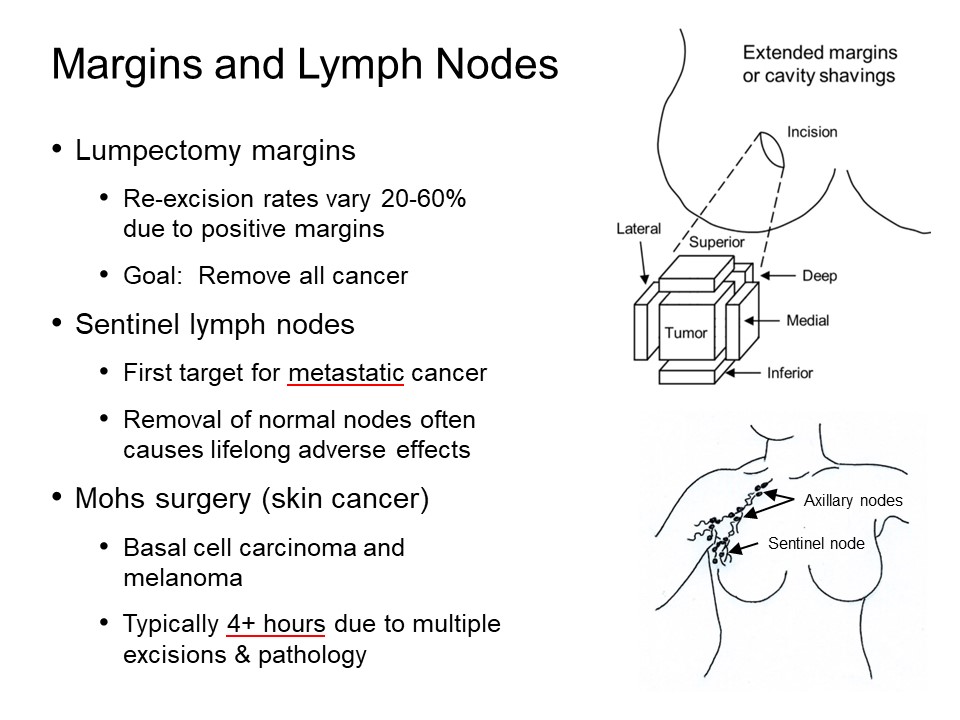 Margins and Lymph Nodes
• Lumpectomy margins
• Re-excision rates vary 20-60%
due to positive margins
• Goal:  Remove all cancer
• Sentinel lymph nodes
• First target for metastatic cancer
• Removal of normal nodes often
causes lifelong adverse effects
• Mohs surgery (skin cancer)
• Basal cell carcinoma and
melanoma
• Typically 4+ hours due to multiple
excisions & pathology
Extended margins
or cavity shavings
Incision
Lateral
Superior
Deep
Tumor
Medial
Inferior
Axillary nodes
Sentinel node